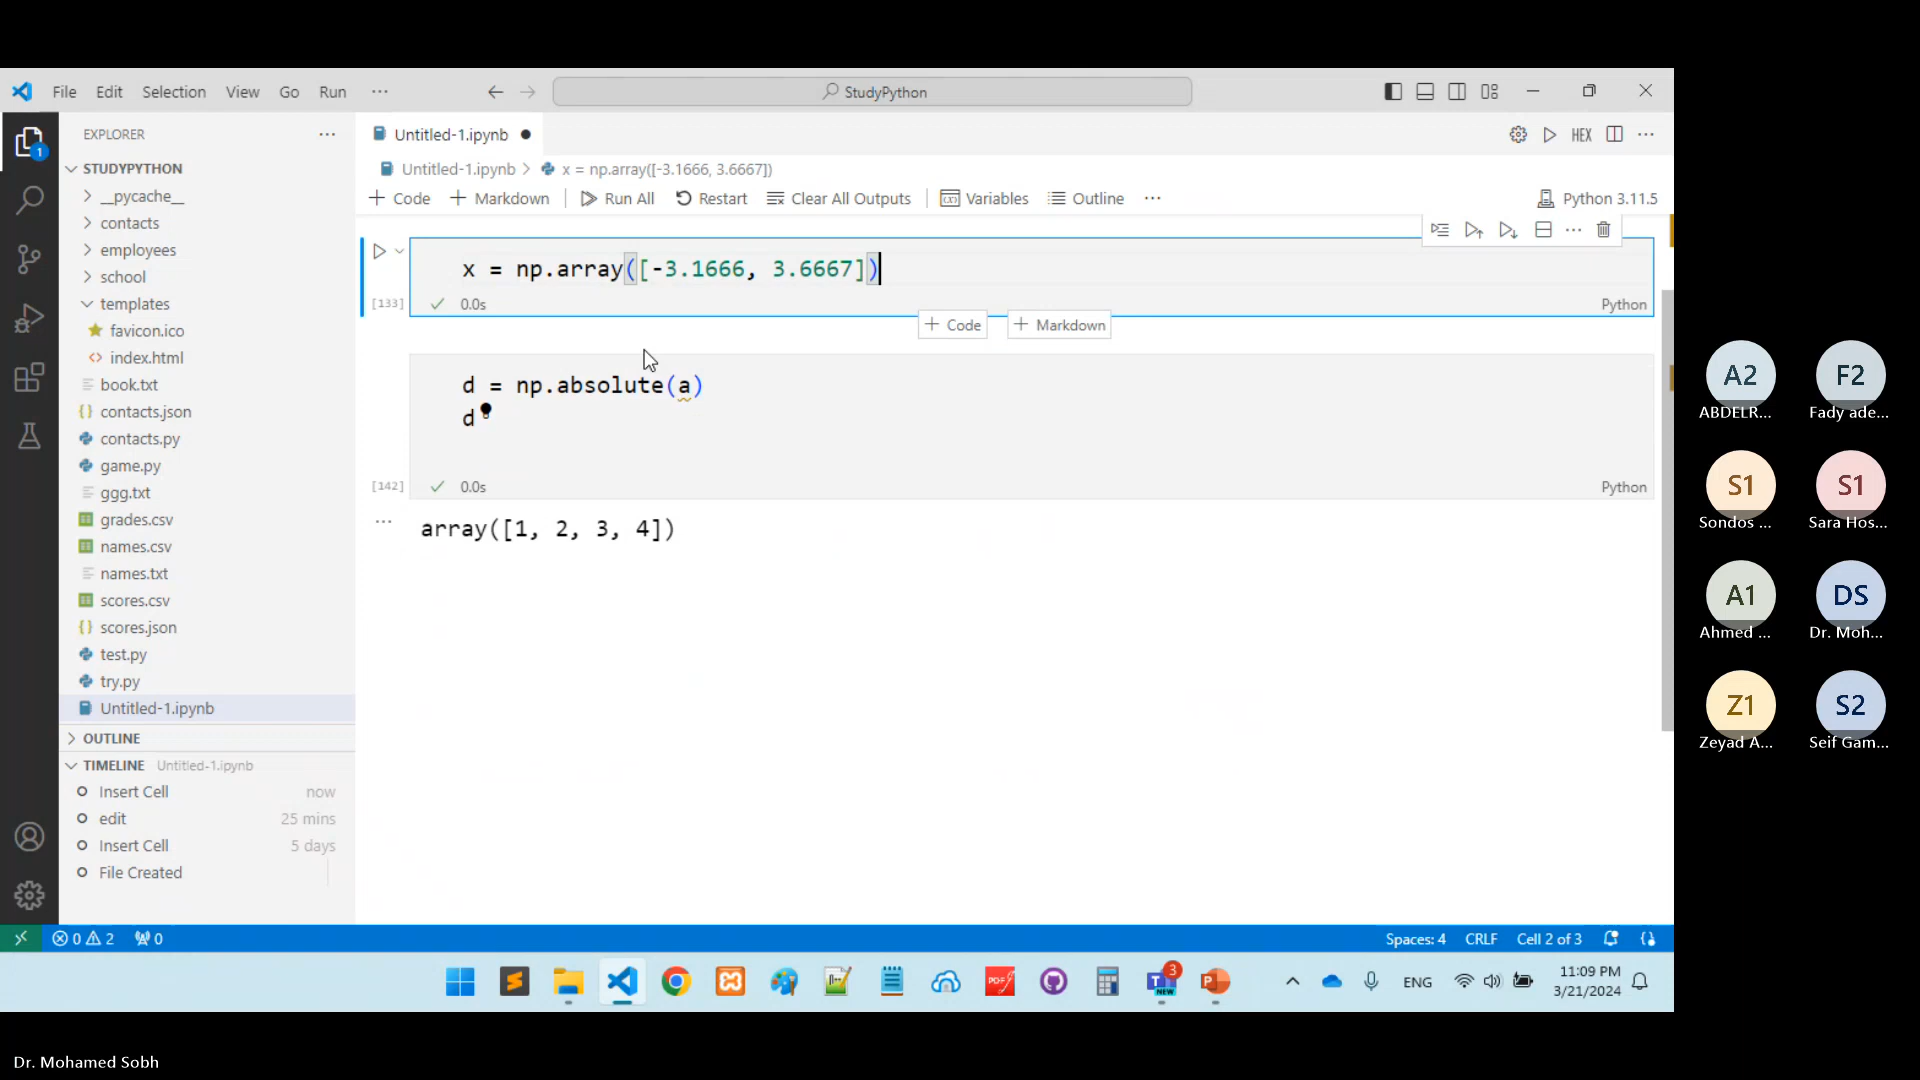 File Edit Selection View Go Run ··· StudyPython
EXPLORER ···
1
STUDYPYTHON
__pycache__
contacts
employees
school
templates
favicon.ico
index.html
book.txt
contacts.json
contacts.py
game.py
ggg.txt
grades.csv
names.csv
names.txt
scores.csv
scores.json
test.py
try.py
Untitled-1.ipynb
OUTLINE
TIMELINE Untitled-1.ipynb
Insert Cell now
edit 25 mins
Insert Cell 5 days
File Created
Untitled-1.ipynb
HEX ···
Untitled-1.ipynb > x = np.array([-3.1666, 3.6667])
+ Code + Markdown Run All Restart Clear All Outputs Variables Outline ··· Python 3.11.5
x = np.array([-3.1666, 3.6667])
[133] 0.0s Python
+ Code + Markdown
d = np.absolute(a)
d
[142] 0.0s Python
··· array([1, 2, 3, 4])
0 2 0 Spaces: 4 CRLF Cell 2 of 3
3 NEW ENG 11:09 PM
3/21/2024
A2 F2
ABDELR... Fady ade...
S1 S1
Sondos ... Sara Hos...
A1 DS
Ahmed ... Dr. Moh...
Z1 S2
Zeyad A... Seif Gam...
Dr. Mohamed Sobh